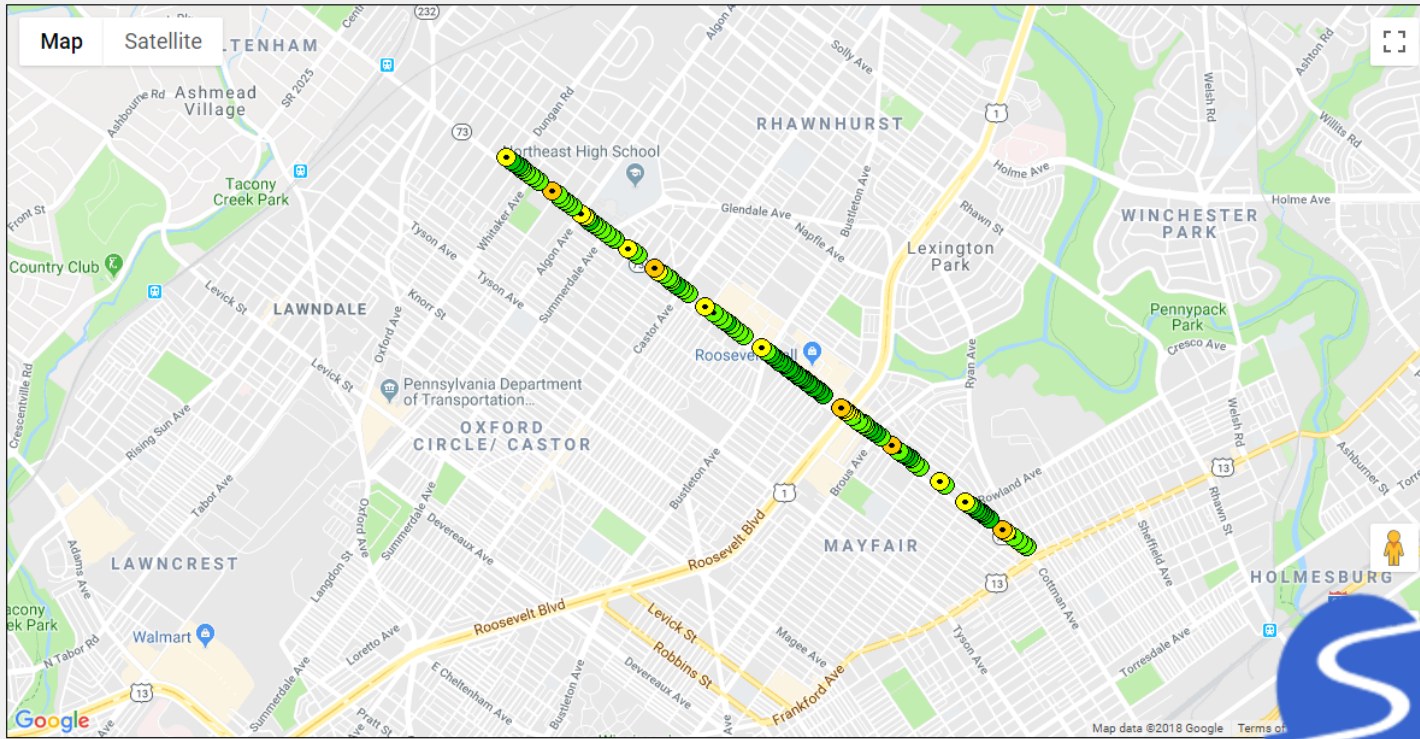 Map
Satellite
LTENHAM
232
Algon A
Solly Ave
Ashton Rd
SR 2025
Ashbourne Rd
Ashmead
Village
73
Dungan Rd
RHAWNHURST
1
Welsh Rd
Willits Rd
Northeast High School
Holme Ave
Holme Ave
Tacony
Creek Park
Front St
Whitaker Ave
Tyson Ave
Algon Ave
Summerdale Ave
Glendale Ave
Napfle Ave
Bustleton Ave
Rhawn St
WINCHESTER
PARK
Lexington
Park
Country Club
73
Tyson Ave
Levick St
LAWNDALE
Knorr St
Oxford Ave
Castor Ave
Pennypack
Park
Cresco Ave
Ryan Ave
Crescentville Rd
Levick St
Pennsylvania Department
of Transportation...
Rising Sun Ave
OXFORD
CIRCLE/ CASTOR
Welsh Rd
Ashburner St
13
Rhawn St
Torre
Bustleton Ave
Brous Ave
1
Rowland Ave
Tabor Ave
Oxford Ave
Summerdale Ave
Devereaux Ave
Roosevelt Blvd
MAYFAIR
Sheffield Ave
LAWNCREST
Adams Ave
Langdon St
13
Cottman Ave
HOLMESBURG
acony
ek Park
Roosevelt Blvd
Levick St
Walmart
N Tabor Rd
Loretto Ave
Robbins St
Magee Ave
Tyson Ave
Torresdale Ave
E Cheltenham Ave
Devereaux Ave
Bustleton Ave
Summerdale Ave
13
Pratt St
Frankford Ave
Google
Map data ©2018 Google
Terms of
S